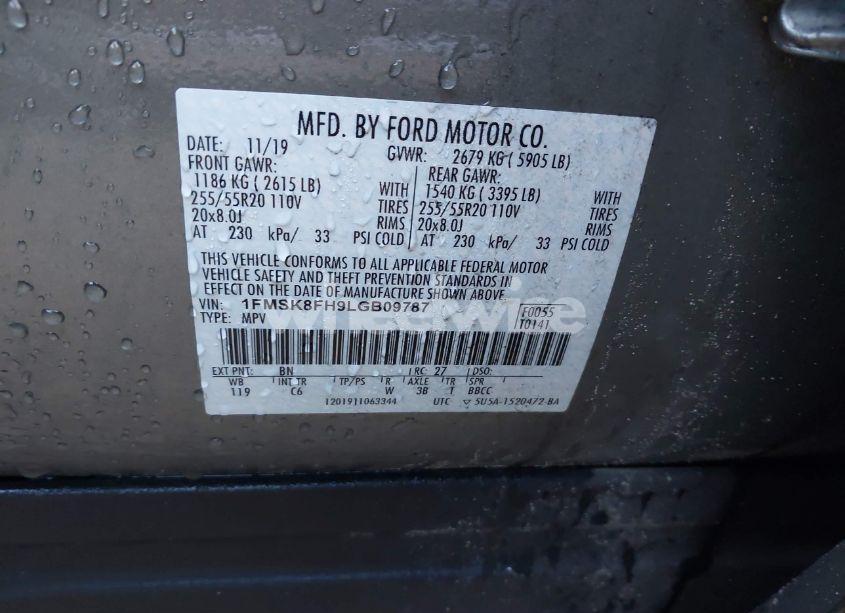 MFD. BY FORD MOTOR CO.
DATE: 11/19 GVWR: 2679 KG ( 5905 LB)
FRONT GAWR: REAR GAWR:
1186 KG ( 2615 LB) WITH 1540 KG ( 3395 LB) WITH
255/55R20 110V TIRES 255/55R20 110V TIRES
20x8.0J RIMS 20x8.0J RIMS
AT 230 kPa/ 33 PSI COLD AT 230 kPa/ 33 PSI COLD
THIS VEHICLE CONFORMS TO ALL APPLICABLE FEDERAL MOTOR
VEHICLE SAFETY AND THEFT PREVENTION STANDARDS IN
EFFECT ON THE DATE OF MANUFACTURE SHOWN ABOVE.
VIN: 1FMSK8FH9LGB09787 F0055
TYPE: MPV T0141
EXT PNT: BN RC: 27 DSO:
WB INT TR TP/PS R AXLE TR SPR
119 C6 W 3B T BBCC
1201911063344 UTC ▽ 5U5A-1520472-BA
wheelwire